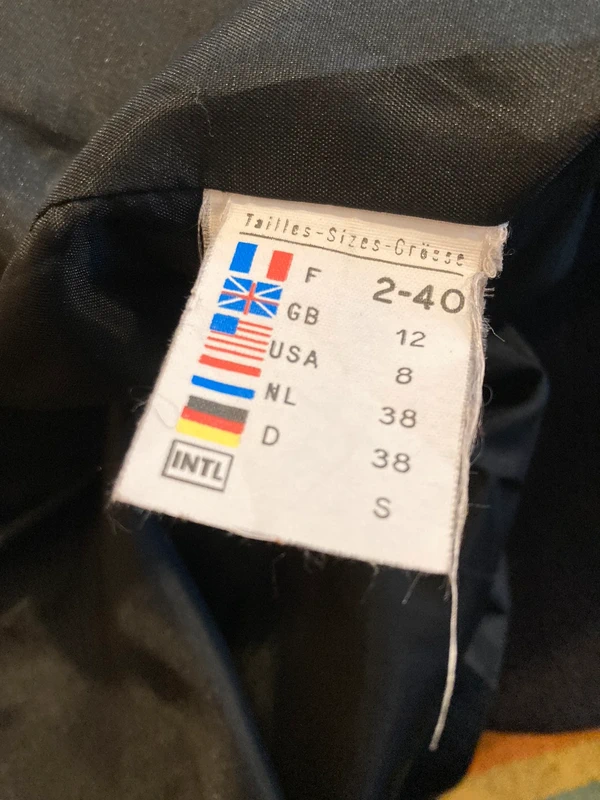 Tailles-Sizes-Grösse
F 2-40
GB 12
USA 8
NL 38
D 38
INTL S